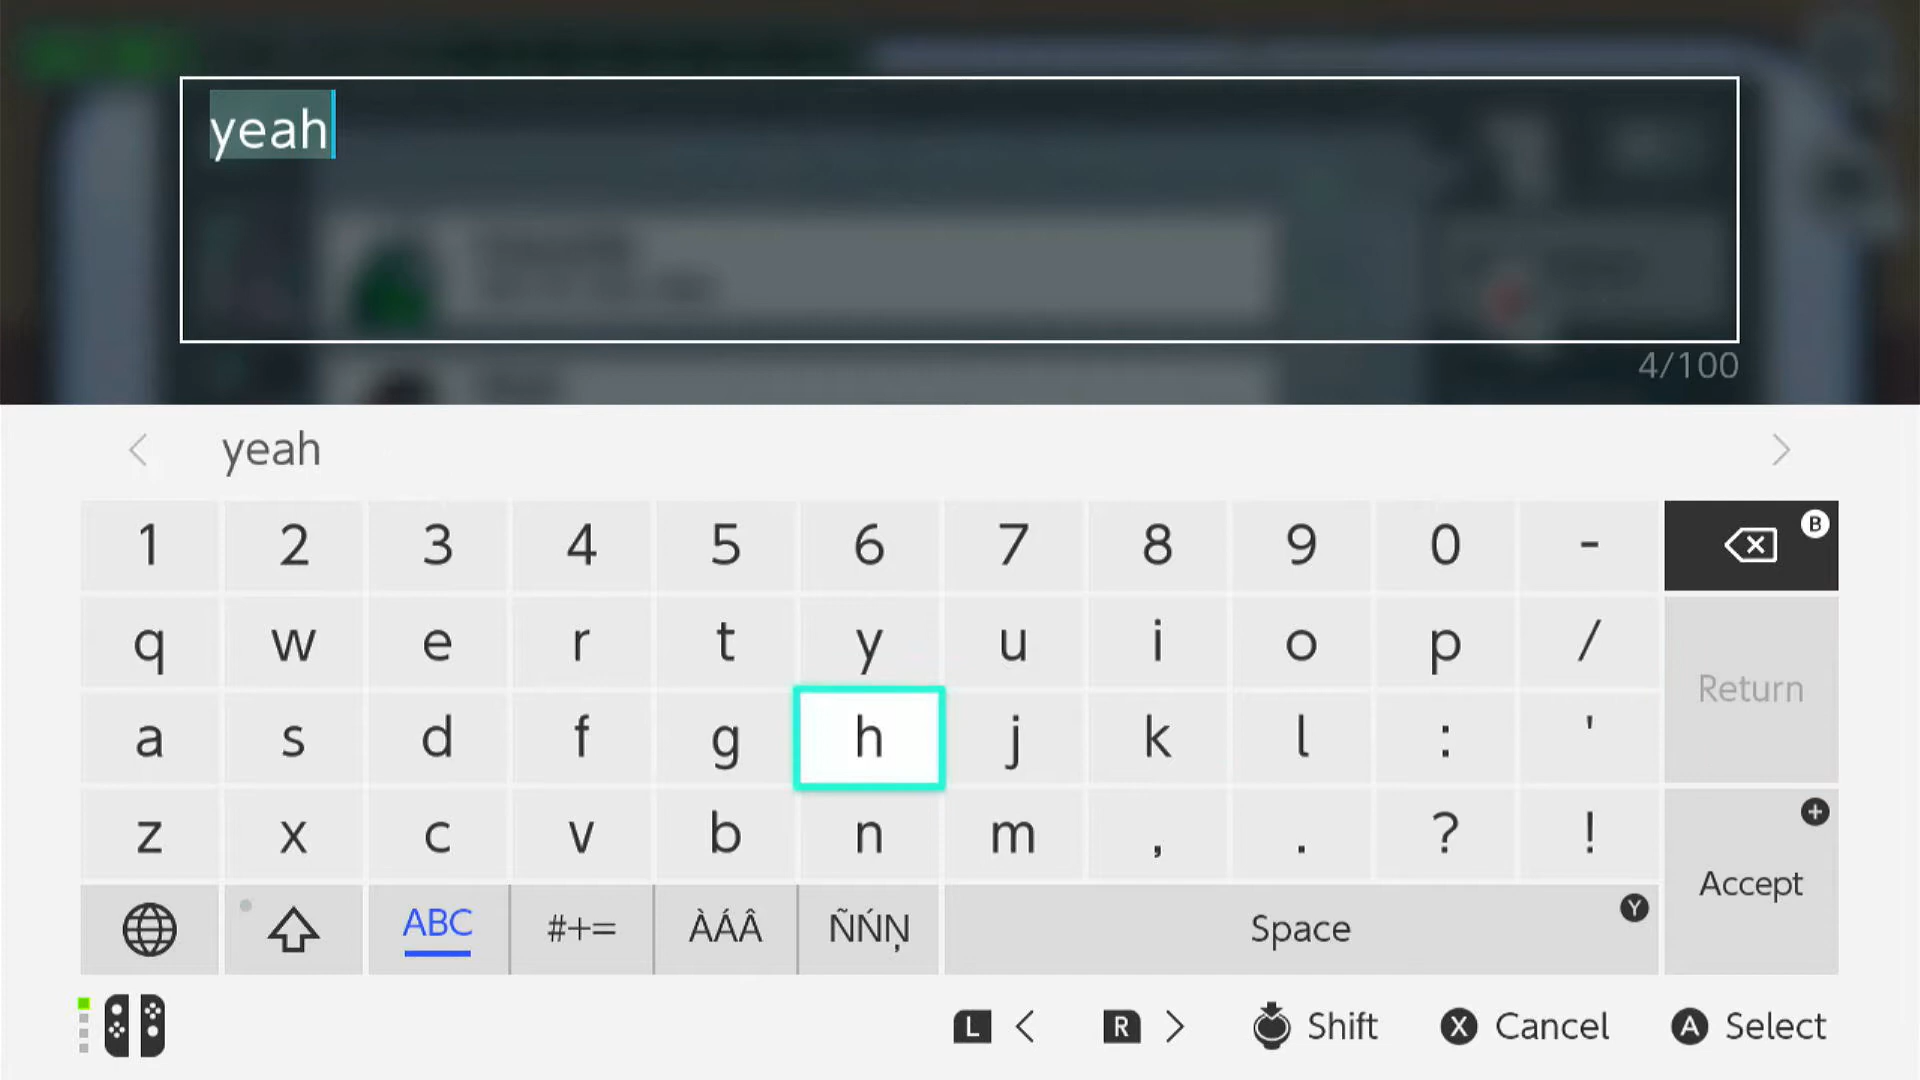 yeah
4/100
< yeah >
1 2 3 4 5 6 7 8 9 0 - B
q w e r t y u i o p /
Return
a s d f g h j k l : '
z x c v b n m , . ? ! +
Accept
ABC #+= ÀÁÂ ÑŃŅ Space Y
L < R > Shift X Cancel A Select